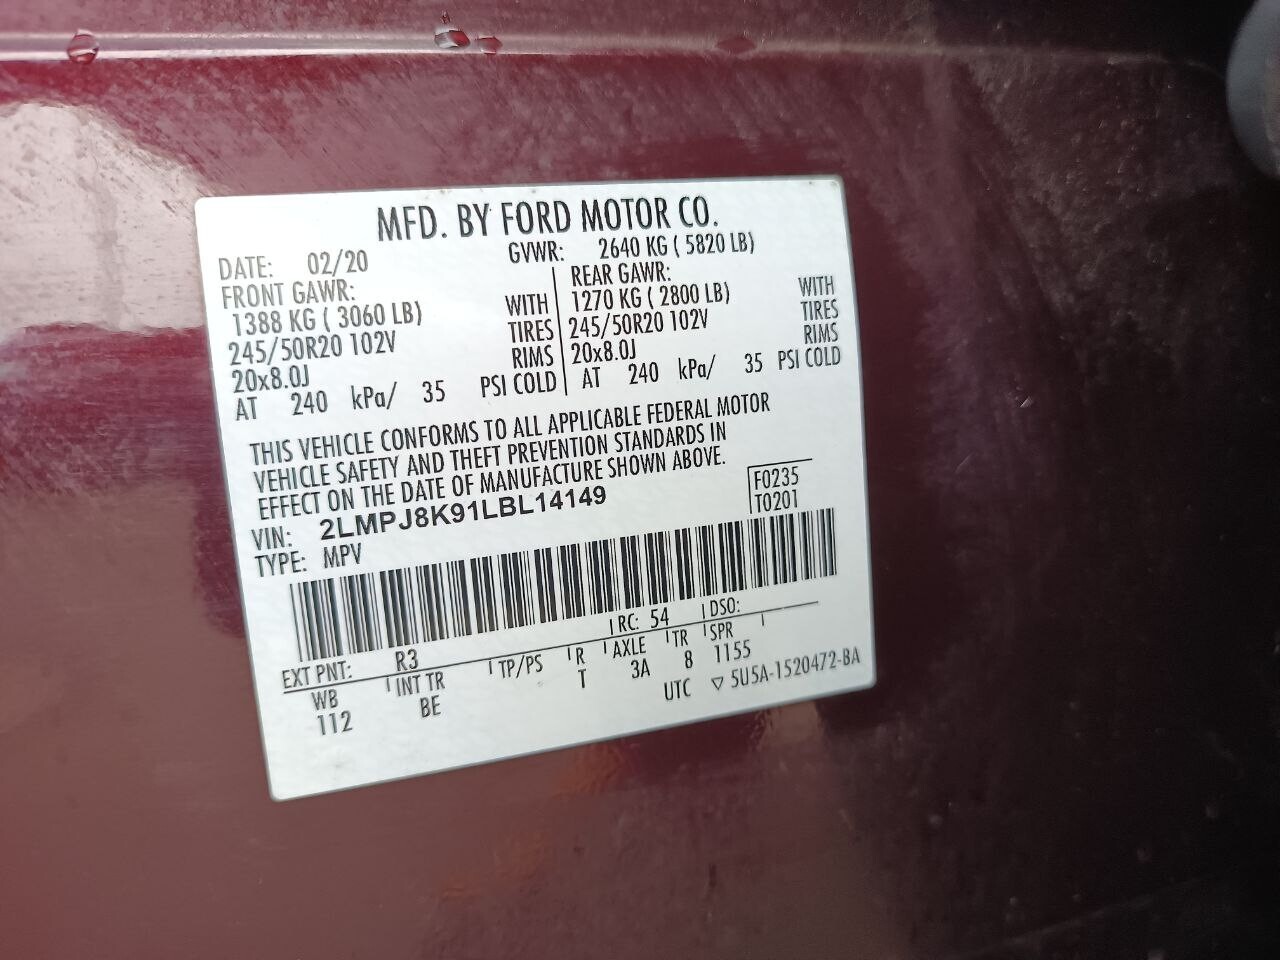 MFD. BY FORD MOTOR CO.
DATE: 02/20 GVWR: 2640 KG ( 5820 LB)
FRONT GAWR: REAR GAWR:
1388 KG ( 3060 LB) WITH 1270 KG ( 2800 LB) WITH
245/50R20 102V TIRES 245/50R20 102V TIRES
20x8.0J RIMS 20x8.0J RIMS
AT 240 kPa/ 35 PSI COLD AT 240 kPa/ 35 PSI COLD
THIS VEHICLE CONFORMS TO ALL APPLICABLE FEDERAL MOTOR
VEHICLE SAFETY AND THEFT PREVENTION STANDARDS IN
EFFECT ON THE DATE OF MANUFACTURE SHOWN ABOVE.
F0235
VIN: 2LMPJ8K91LBL14149 T0201
TYPE: MPV
EXT PNT: R3 RC: 54 DSO:
WB INT TR TP/PS R AXLE TR SPR
112 BE T 3A 8 1155
UTC ▽ 5U5A-1520472-BA